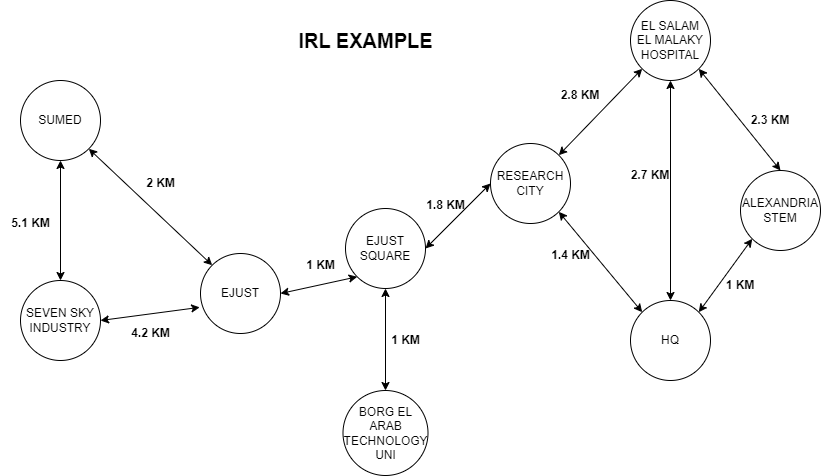 IRL EXAMPLE
EL SALAM
EL MALAKY
HOSPITAL
2.8 KM
2.3 KM
SUMED
2 KM
RESEARCH
CITY
2.7 KM
1.8 KM
ALEXANDRIA
STEM
5.1 KM
EJUST
SQUARE
1.4 KM
1 KM
EJUST
1 KM
SEVEN SKY
INDUSTRY
4.2 KM
1 KM
HQ
BORG EL
ARAB
TECHNOLOGY
UNI